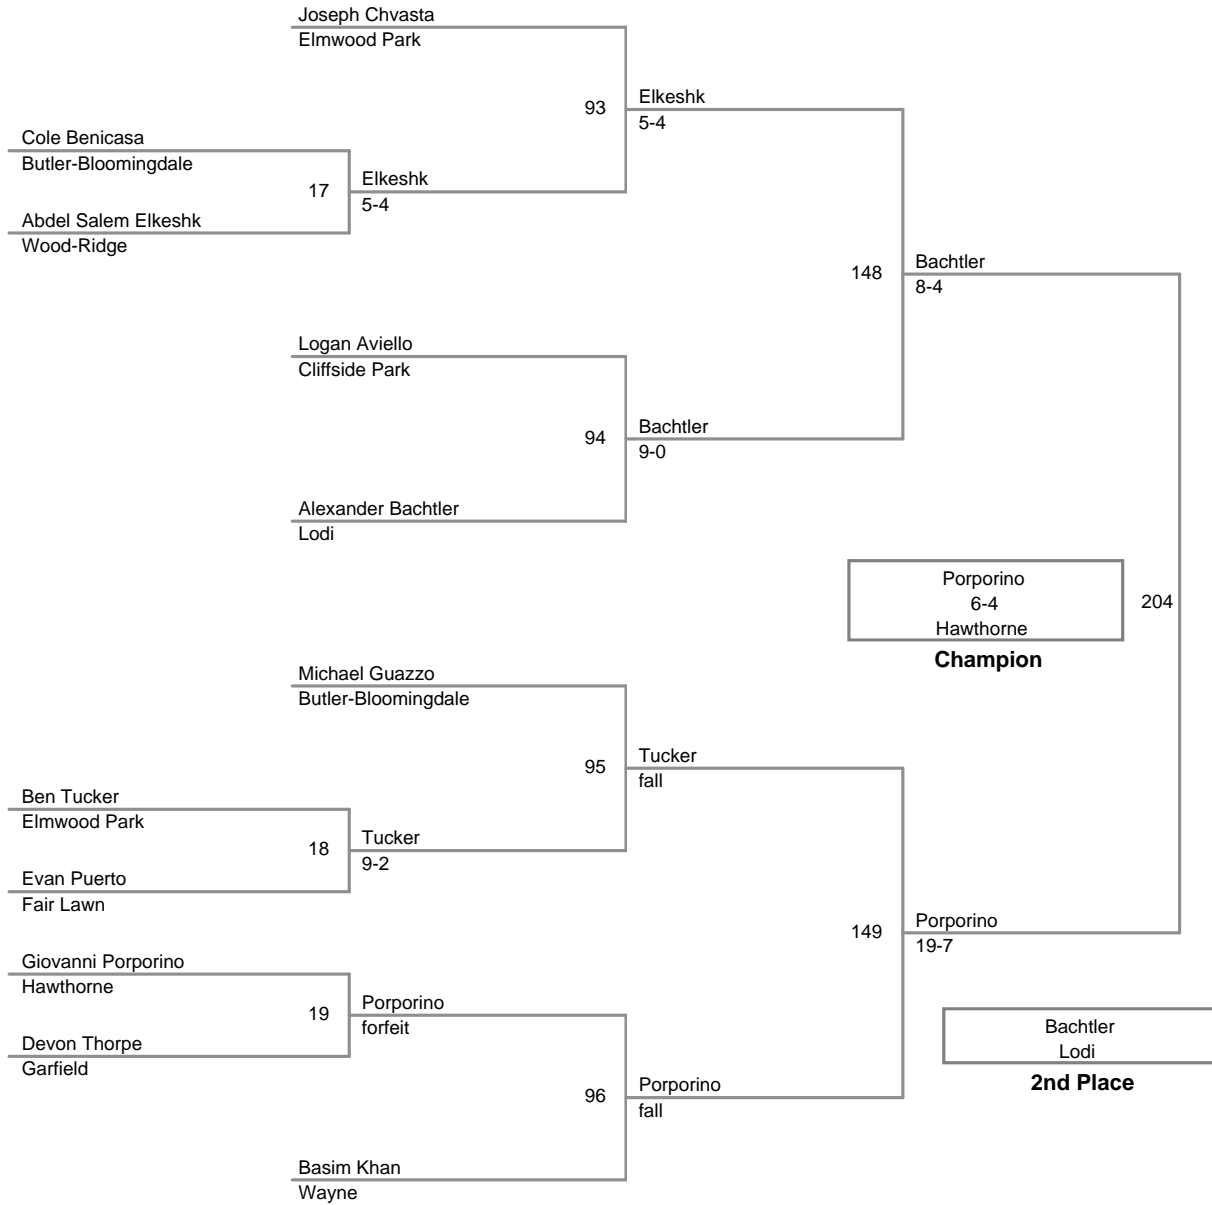 Joseph Chvasta
Elmwood Park
93
Elkeshk
5-4
Cole Benicasa
Butler-Bloomingdale
17
Elkeshk
5-4
Abdel Salem Elkeshk
Wood-Ridge
148
Bachtler
8-4
Logan Aviello
Cliffside Park
94
Bachtler
9-0
Alexander Bachtler
Lodi
Porporino
6-4
Hawthorne
Champion
204
Michael Guazzo
Butler-Bloomingdale
95
Tucker
fall
Ben Tucker
Elmwood Park
18
Tucker
9-2
Evan Puerto
Fair Lawn
149
Porporino
19-7
Giovanni Porporino
Hawthorne
19
Porporino
forfeit
Devon Thorpe
Garfield
Bachtler
Lodi
2nd Place
96
Porporino
fall
Basim Khan
Wayne